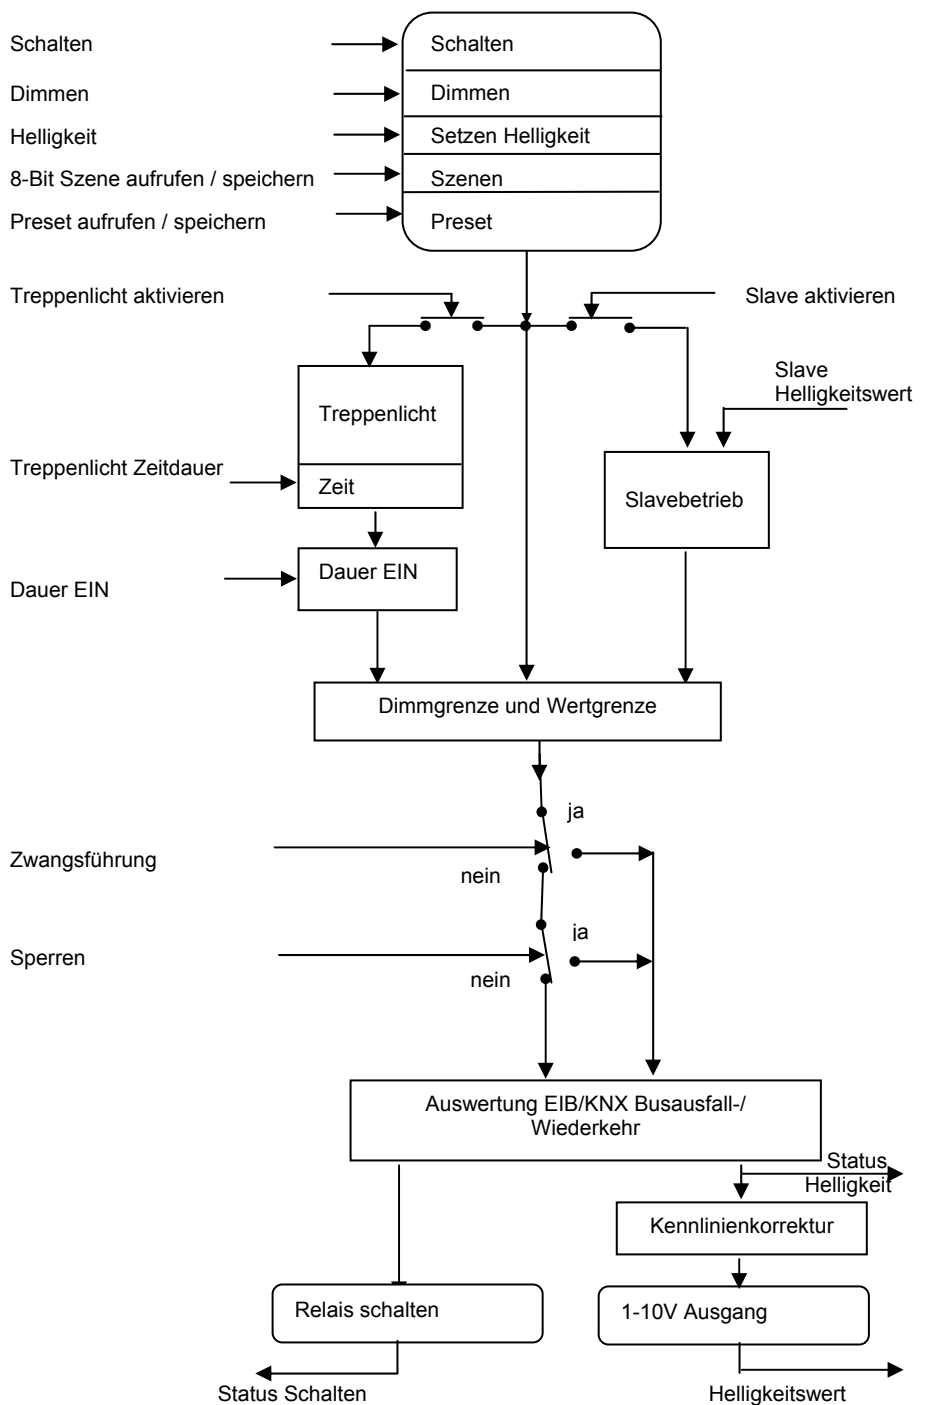 Schalten
Schalten
Dimmen
Dimmen
Helligkeit
Setzen Helligkeit
8-Bit Szene aufrufen / speichern
Szenen
Preset aufrufen / speichern
Preset
Treppenlicht aktivieren
Slave aktivieren
Slave
Helligkeitswert
Treppenlicht
Treppenlicht Zeitdauer
Zeit
Slavebetrieb
Dauer EIN
Dauer EIN
Dimmgrenze und Wertgrenze
ja
Zwangsführung
nein
ja
Sperren
nein
Auswertung EIB/KNX Busausfall-/
Wiederkehr
Status
Helligkeit
Kennlinienkorrektur
Relais schalten
1-10V Ausgang
Status Schalten
Helligkeitswert